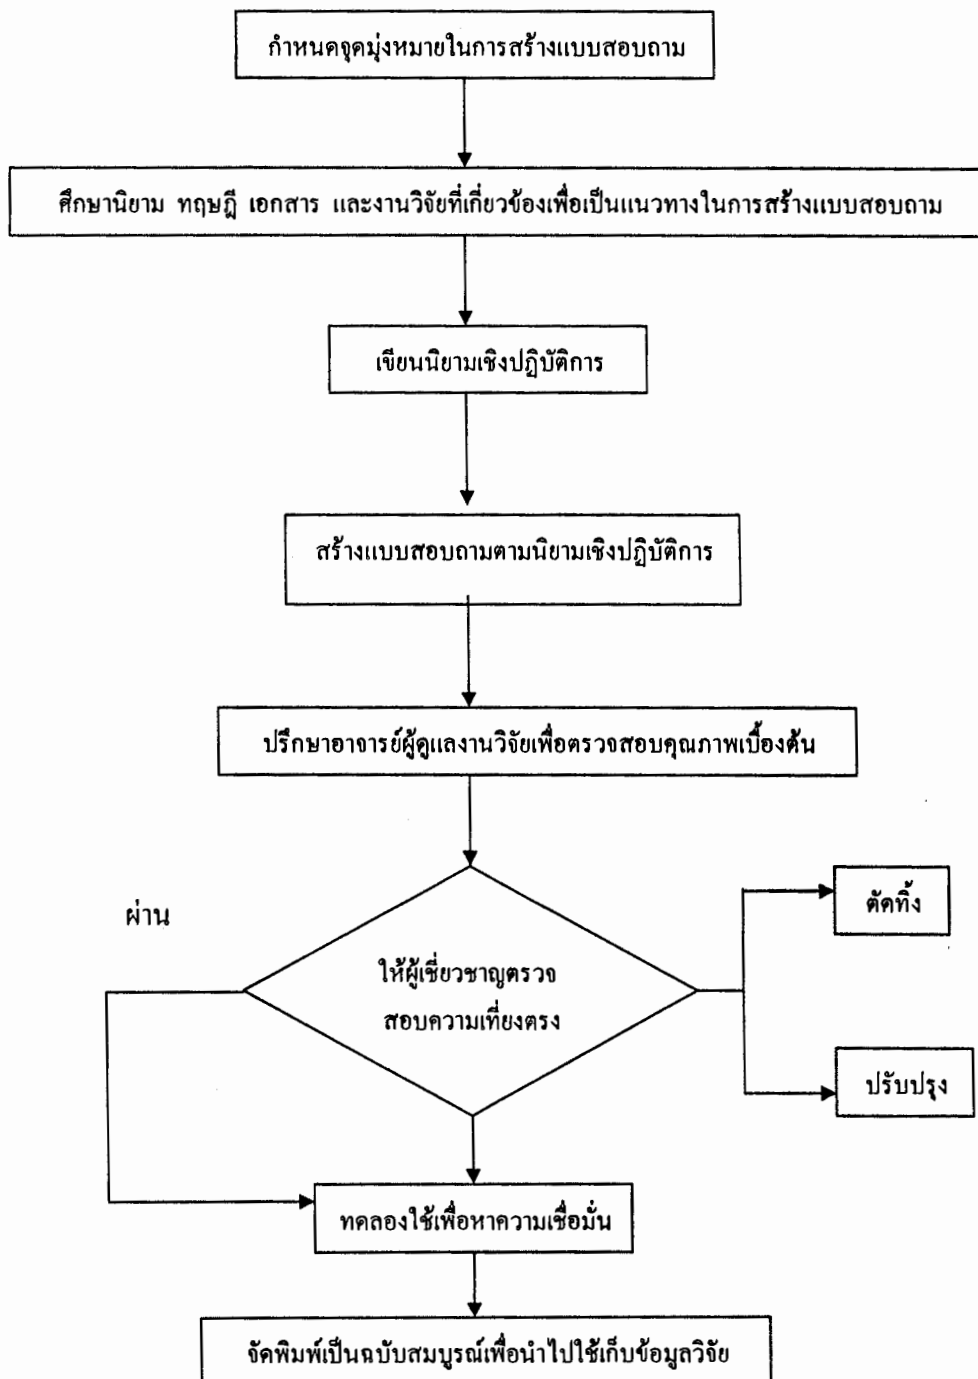 กำหนดจุดมุ่งหมายในการสร้างแบบสอบถาม
ศึกษานิยาม ทฤษฎี เอกสาร และงานวิจัยที่เกี่ยวข้องเพื่อเป็นแนวทางในการสร้างแบบสอบถาม
เขียนนิยามเชิงปฏิบัติการ
สร้างแบบสอบถามตามนิยามเชิงปฏิบัติการ
ปรึกษาอาจารย์ผู้ดูแลงานวิจัยเพื่อตรวจสอบคุณภาพเบื้องต้น
ผ่าน
ให้ผู้เชี่ยวชาญตรวจ
สอบความเที่ยงตรง
ตัดทิ้ง
ปรับปรุง
ทดลองใช้เพื่อหาความเชื่อมั่น
จัดพิมพ์เป็นฉบับสมบูรณ์เพื่อนำไปใช้เก็บข้อมูลวิจัย